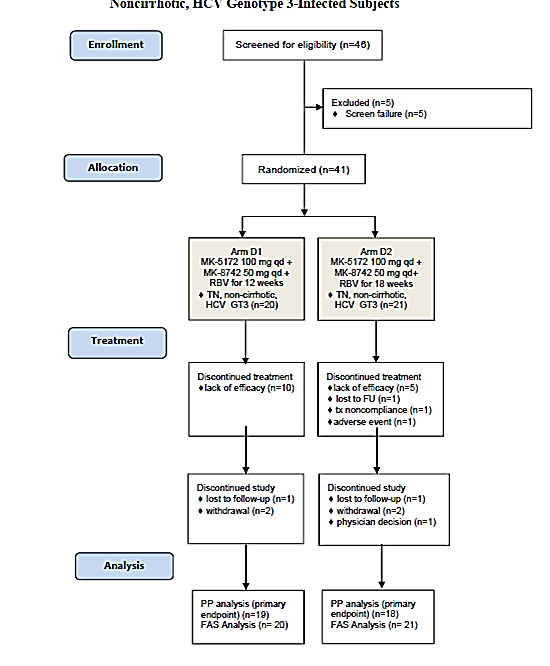 Noncirrhotic, HCV Genotype 3-Infected Subjects
Enrollment
Screened for eligibility (n=46)
Excluded (n=5)
♦ Screen failure (n=5)
Allocation
Randomized (n=41)
Arm D1
MK-5172 100 mg qd +
MK-8742 50 mg qd+
RBV for 12 weeks
♦ TN, non-cirrhotic,
HCV GT3 (n=20)
Arm D2
MK-5172 100 mg qd +
MK-8742 50 mg qd+
RBV for 18 weeks
♦ TN, non-cirrhotic,
HCV GT3 (n=21)
Treatment
Discontinued treatment
♦lack of efficacy (n=10)
Discontinued treatment
♦lack of efficacy (n=5)
♦ lost to FU (n=1)
♦ tx noncompliance (n=1)
♦adverse event (n=1)
Discontinued study
♦ lost to follow-up (n=1)
♦ withdrawal (n=2)
Discontinued study
♦ lost to follow-up (n=1)
♦ withdrawal (n=2)
♦ physician decision (n=1)
Analysis
PP analysis (primary
endpoint) (n=19)
FAS Analysis (n= 20)
PP analysis (primary
endpoint) (n=18)
FAS Analysis (n= 21)